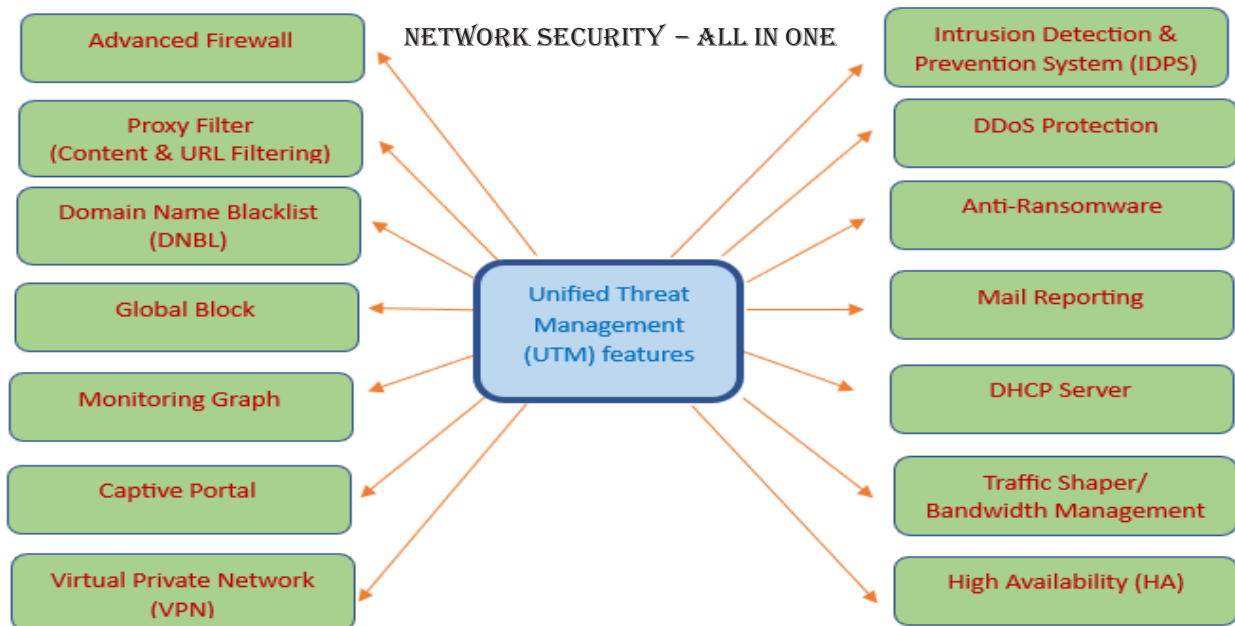 NETWORK SECURITY – ALL IN ONE
Advanced Firewall
Proxy Filter
(Content & URL Filtering)
Domain Name Blacklist
(DNBL)
Global Block
Monitoring Graph
Captive Portal
Virtual Private Network
(VPN)
Unified Threat
Management
(UTM) features
Intrusion Detection &
Prevention System (IDPS)
DDoS Protection
Anti-Ransomware
Mail Reporting
DHCP Server
Traffic Shaper/
Bandwidth Management
High Availability (HA)